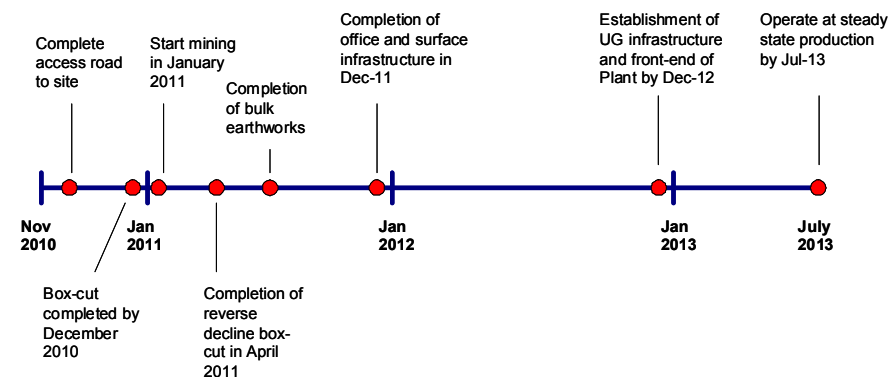 Complete
access road
to site
Start mining
in January
2011
Completion
of bulk
earthworks
Completion of
office and surface
infrastructure in
Dec-11
Establishment of
UG infrastructure
and front-end of
Plant by Dec-12
Operate at steady
state production
by Jul-13
Nov
2010
Jan
2011
Jan
2012
Jan
2013
July
2013
Box-cut
completed by
December
2010
Completion of
reverse
decline box-
cut in April
2011